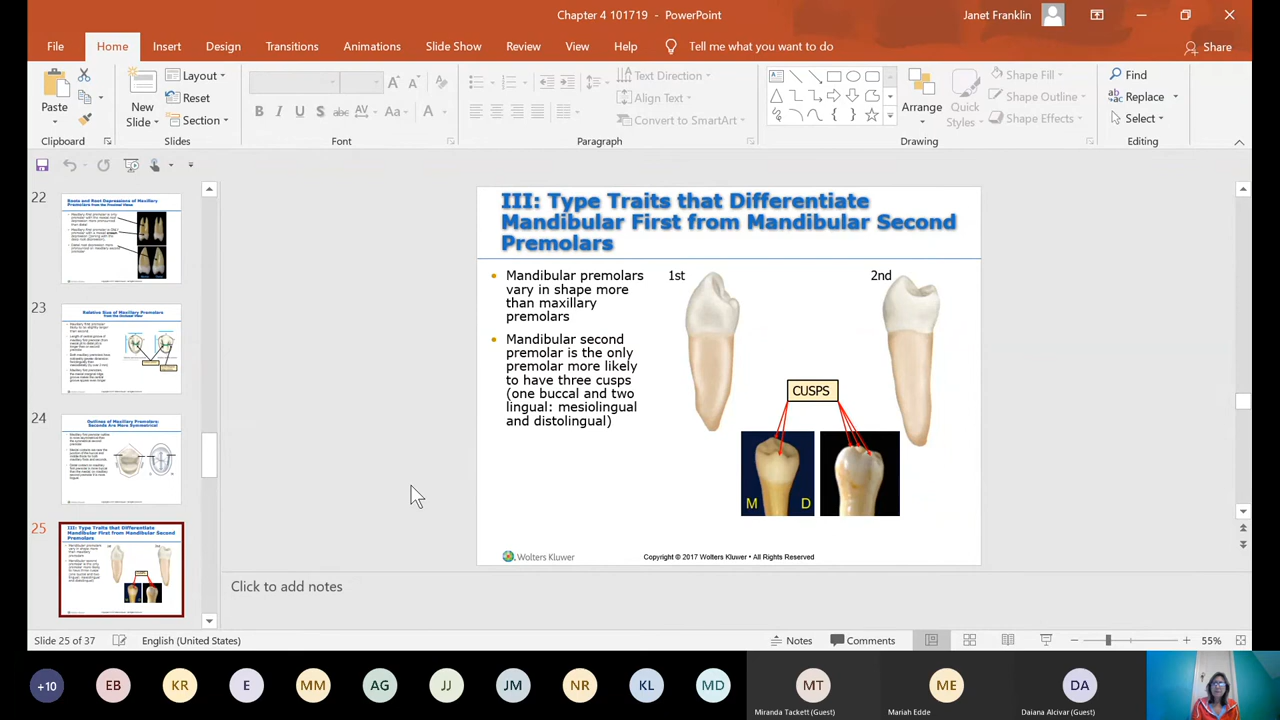 Chapter 4 101719 - PowerPoint
Janet Franklin
File
Home
Insert
Design
Transitions
Animations
Slide Show
Review
View
Help
Tell me what you want to do
Share
Paste
New
Slide
Layout
Reset
Section
Text Direction
Align Text
Convert to SmartArt
Arrange
Quick
Styles
Shape Fill
Shape Outline
Shape Effects
Find
Replace
Select
Clipboard
Slides
Font
Paragraph
Drawing
Editing
22
23
24
25
III: Type Traits that Differentiate
Mandibular First from Mandibular Second
Premolars
Mandibular premolars
vary in shape more
than maxillary
premolars
Mandibular second
premolar is the only
premolar more likely
to have three cusps
(one buccal and two
lingual: mesiolingual
and distolingual)
1st
2nd
CUSPS
M D
Wolters Kluwer
Copyright © 2017 Wolters Kluwer • All Rights Reserved
Click to add notes
Slide 25 of 37
English (United States)
Notes
Comments
55%
+10
EB
KR
E
MM
AG
JJ
JM
NR
KL
MD
MT
ME
DA
Miranda Tackett (Guest)
Mariah Edde
Daiana Alcivar (Guest)